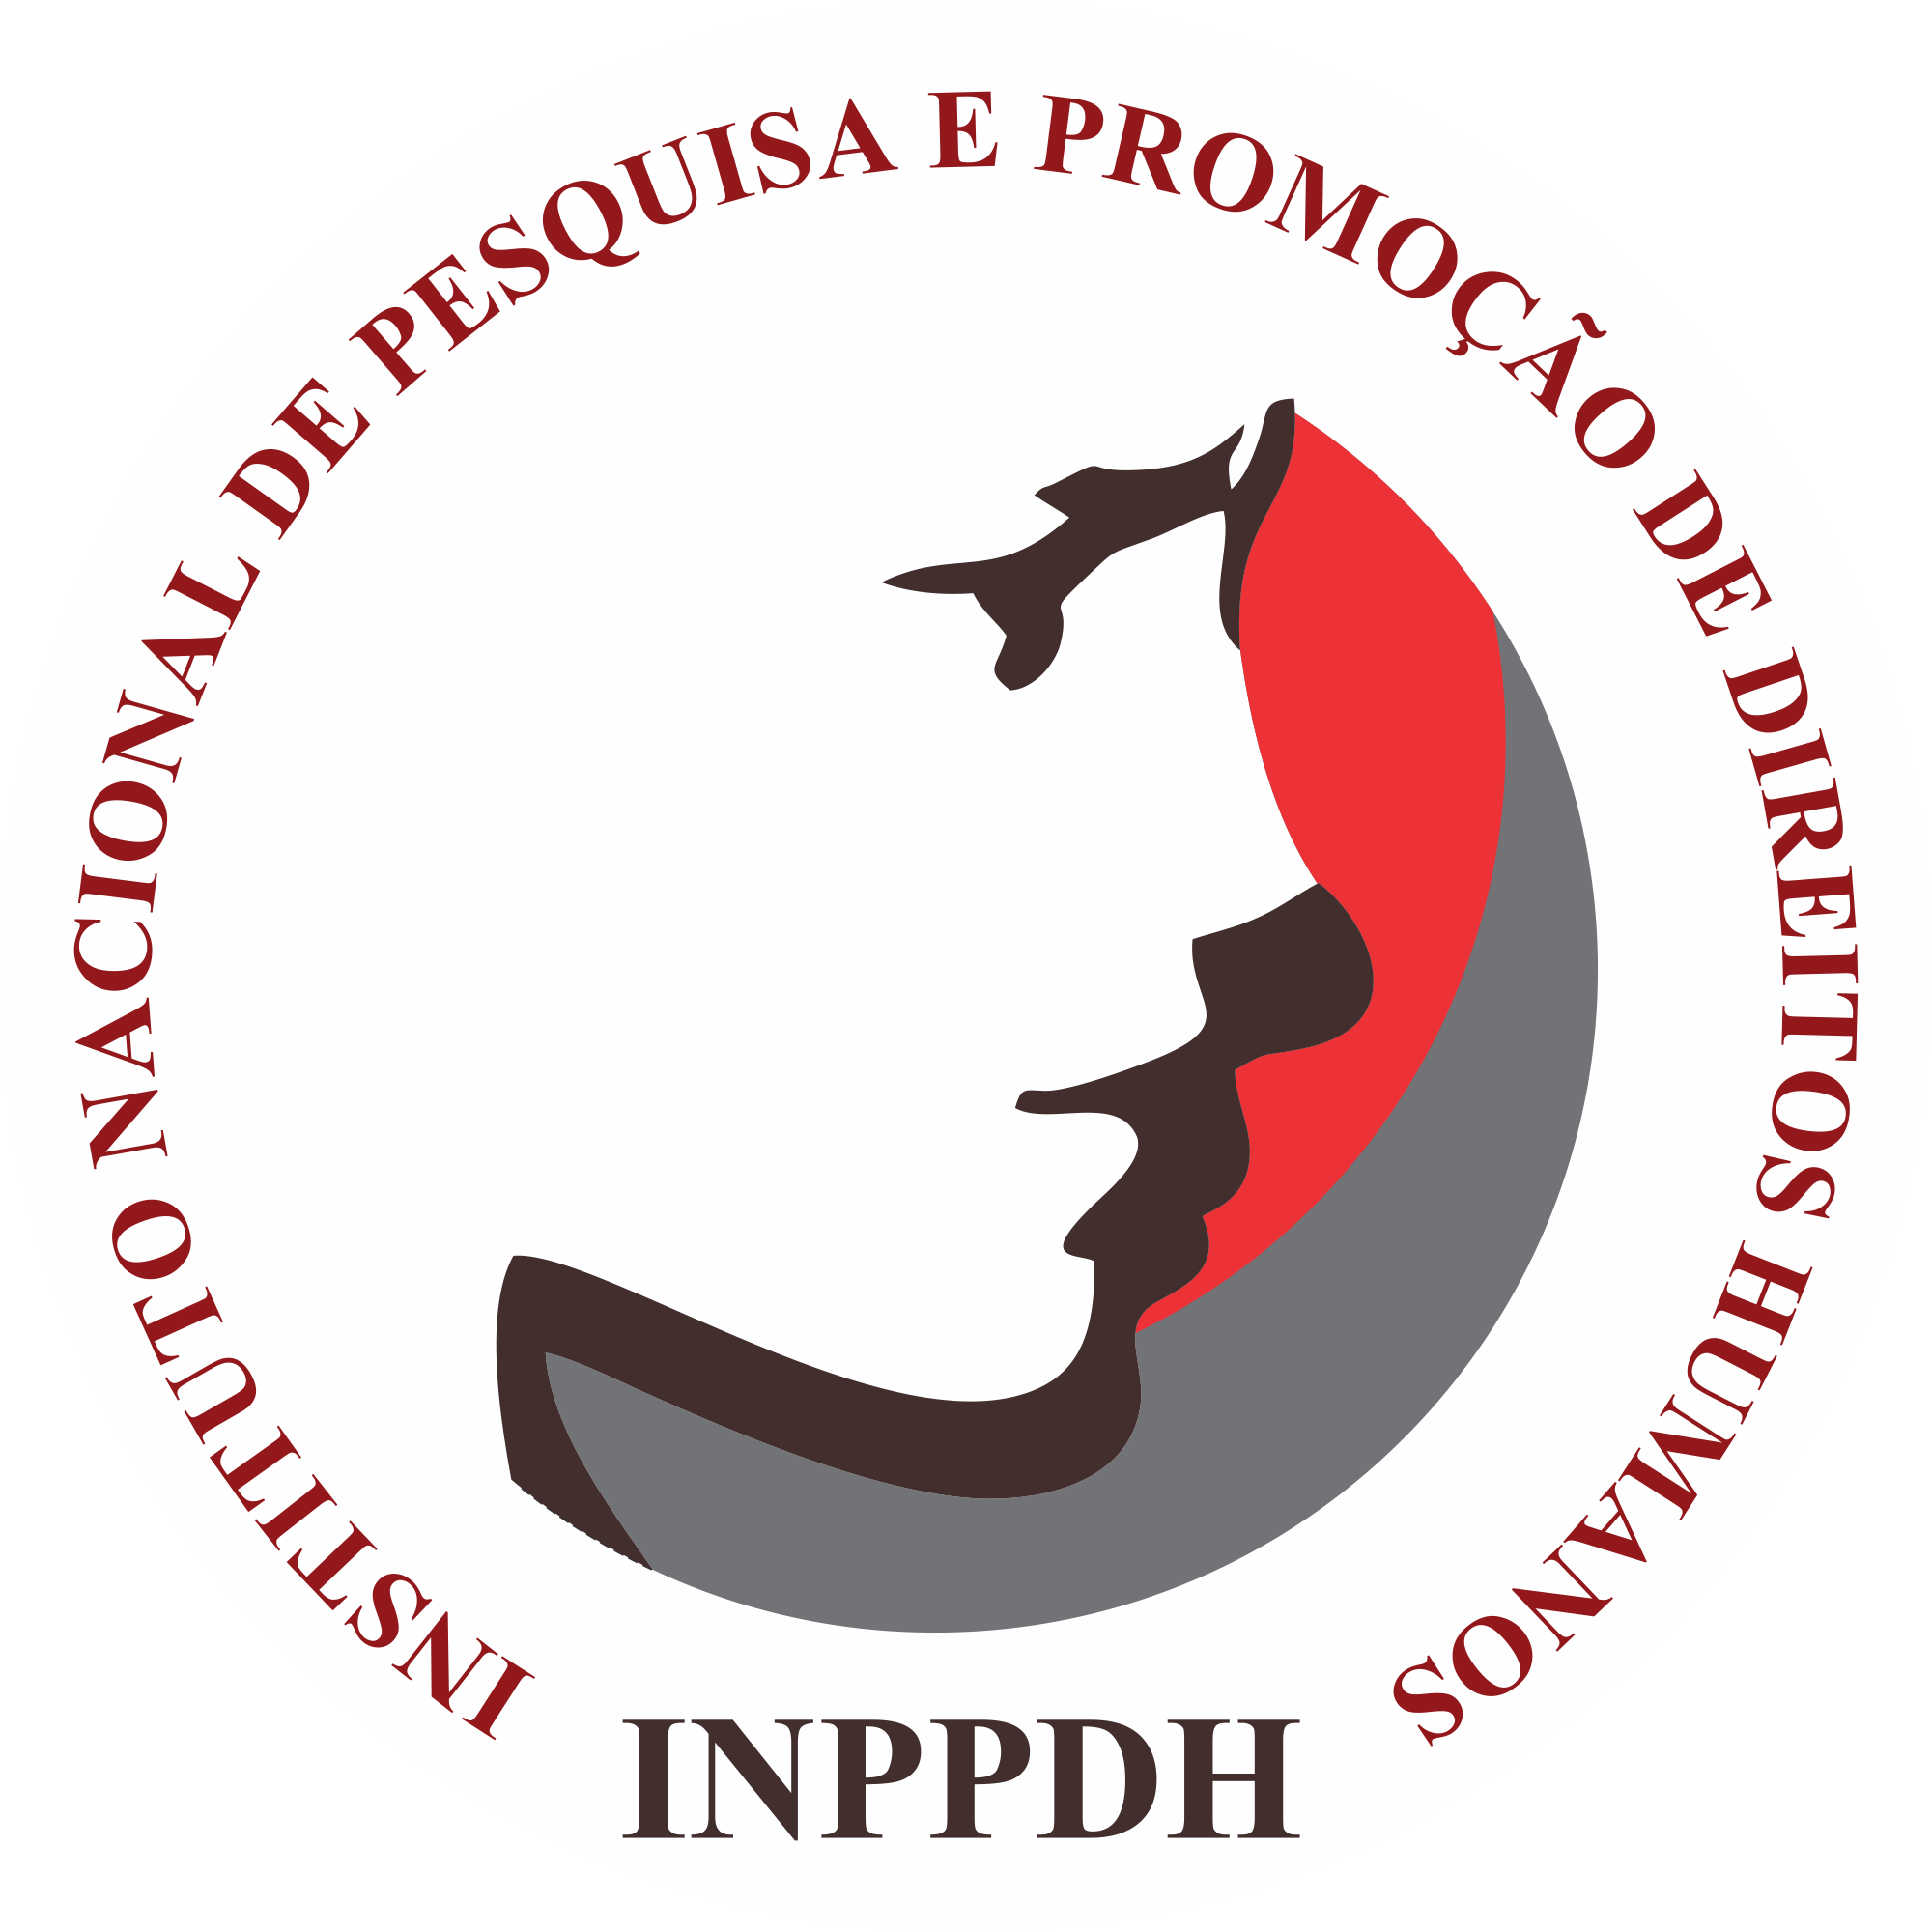 INSTITUTO NACIONAL DE PESQUISA E PROMOÇÃO DE DIREITOS HUMANOS
INPPDH